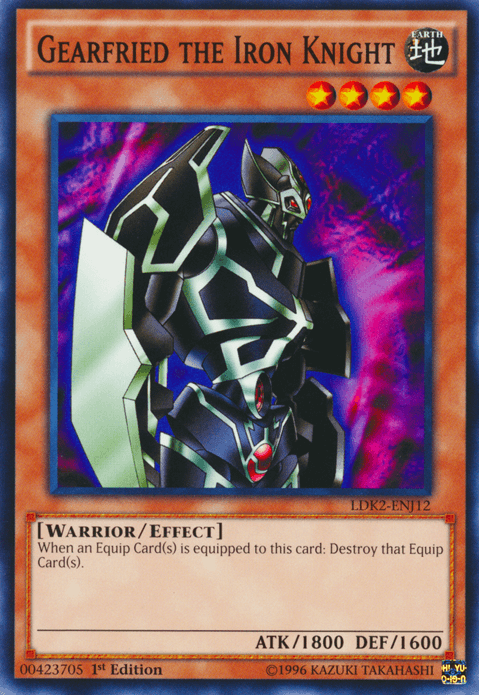 GEARFRIED THE IRON KNIGHT
EARTH
地
LDK2-ENJ12
[WARRIOR/EFFECT]
When an Equip Card(s) is equipped to this card: Destroy that Equip
Card(s).
ATK/1800 DEF/1600
00423705 1st Edition ©1996 KAZUKI TAKAHASHI